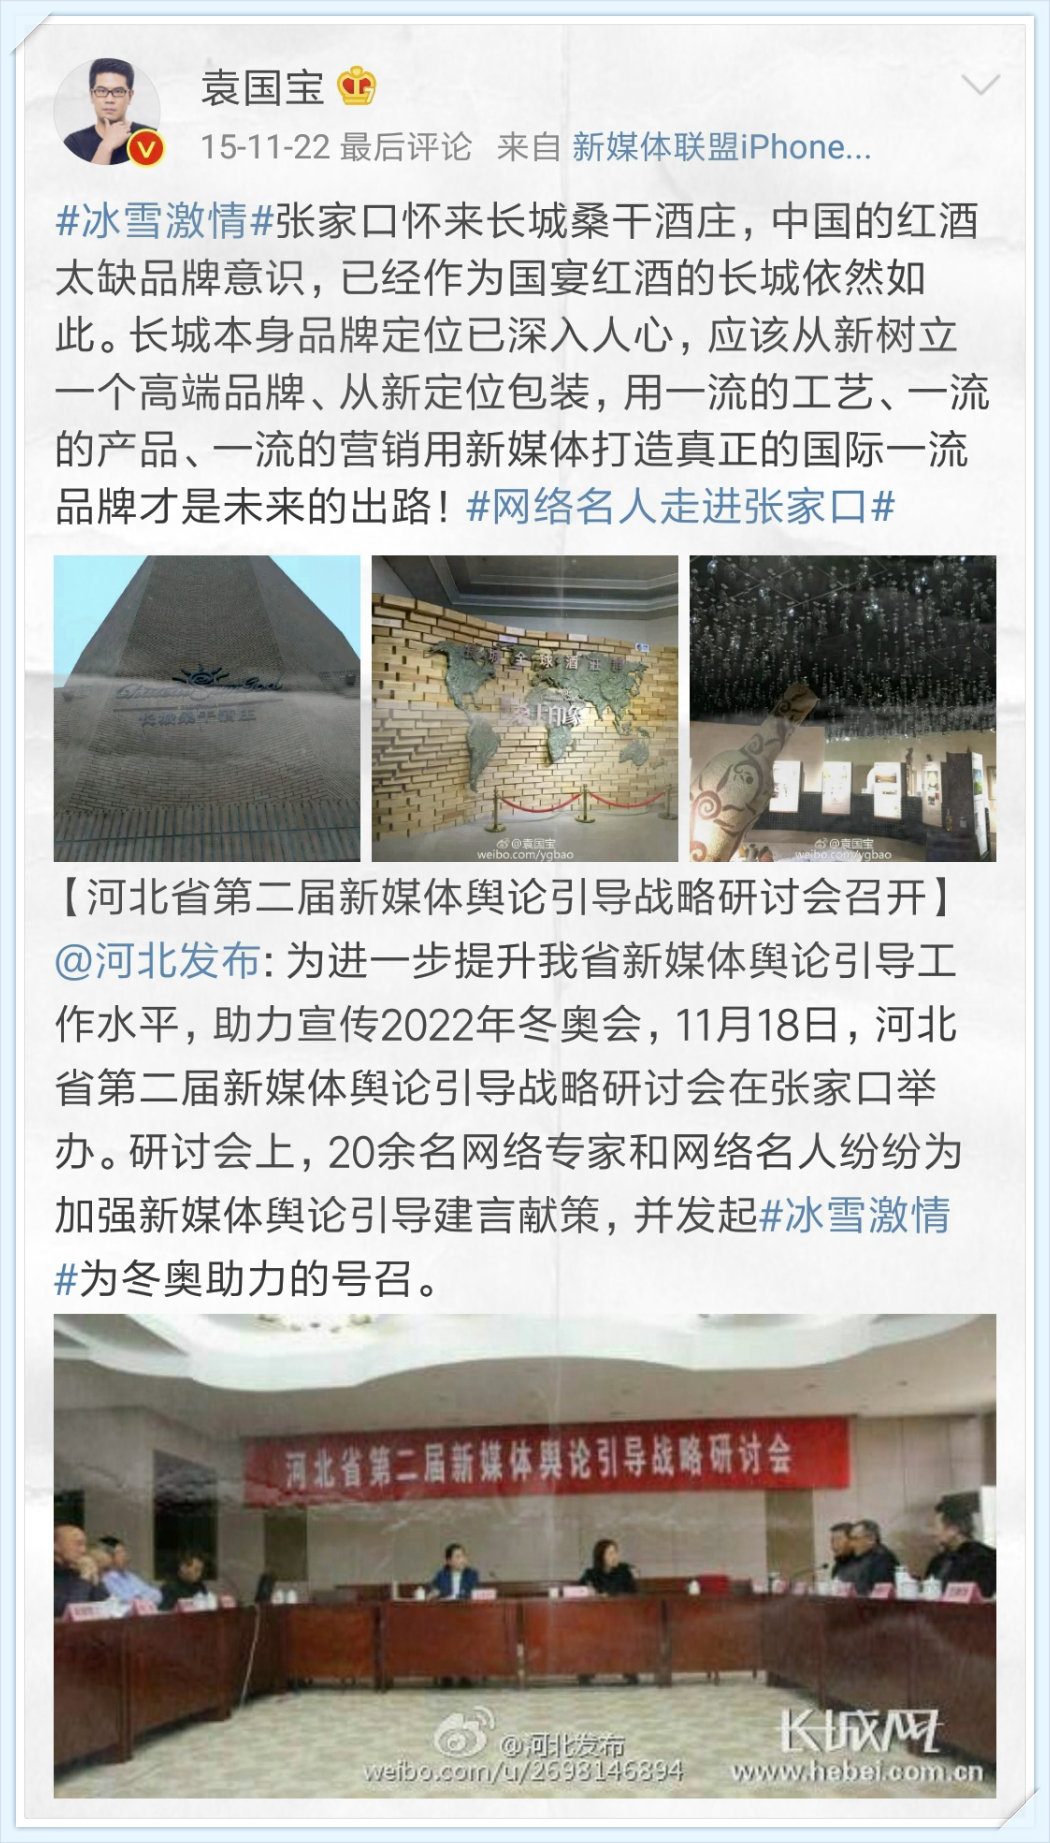 袁国宝
15-11-22 最后评论 来自 新媒体联盟iPhone...
#冰雪激情#张家口怀来长城桑干酒庄，中国的红酒
太缺品牌意识，已经作为国宴红酒的长城依然如
此。长城本身品牌定位已深入人心，应该从新树立
一个高端品牌、从新定位包装，用一流的工艺、一流
的产品、一流的营销用新媒体打造真正的国际一流
品牌才是未来的出路！#网络名人走进张家口#
长城桑干酒庄
全球酒庄
桑干印象
@袁国宝
weibo.com/ygbao
@袁国宝
weibo.com/ygbao
【河北省第二届新媒体舆论引导战略研讨会召开】
@河北发布：为进一步提升我省新媒体舆论引导工
作水平，助力宣传2022年冬奥会，11月18日，河北
省第二届新媒体舆论引导战略研讨会在张家口举
办。研讨会上，20余名网络专家和网络名人纷纷为
加强新媒体舆论引导建言献策，并发起#冰雪激情
#为冬奥助力的号召。
河北省第二届新媒体舆论引导战略研讨会
@河北发布
weibo.com/u/2698146894
长城网
www.hebei.com.cn